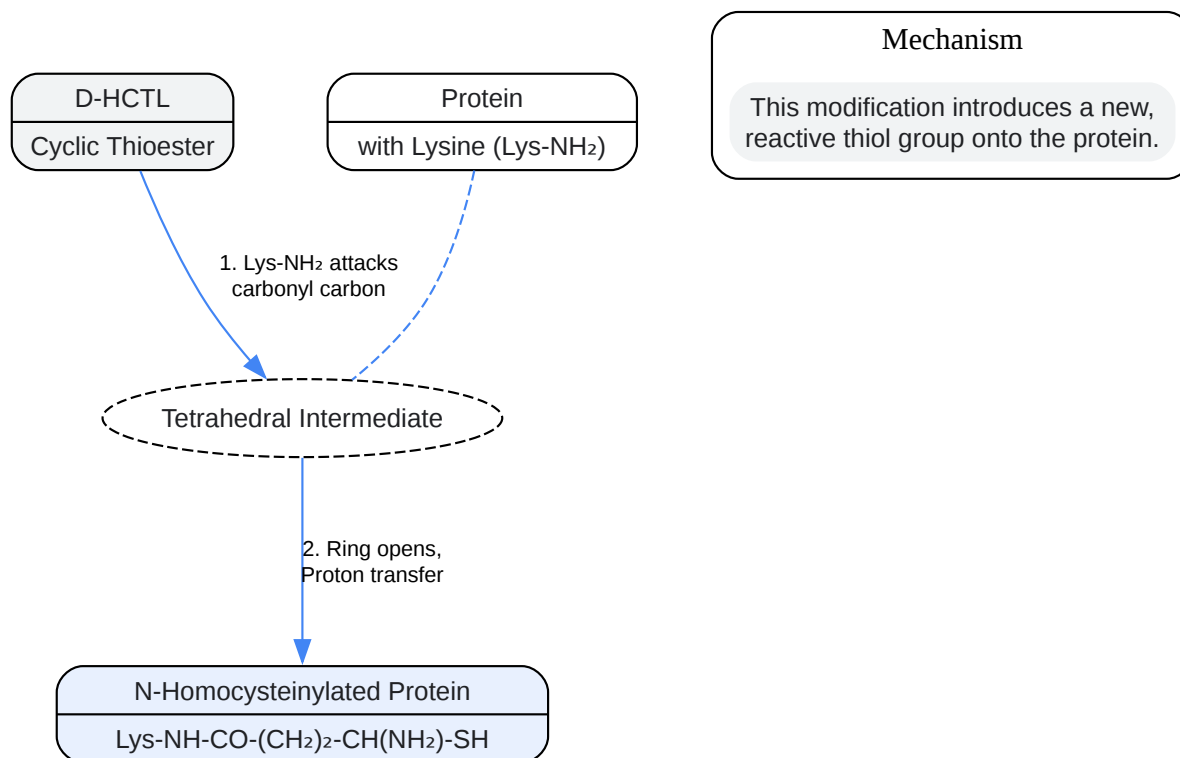 D-HCTL
Cyclic Thioester
Protein
with Lysine (Lys-NH₂)
Mechanism
This modification introduces a new,
reactive thiol group onto the protein.
1. Lys-NH₂ attacks
carbonyl carbon
Tetrahedral Intermediate
2. Ring opens,
Proton transfer
N-Homocysteinylated Protein
Lys-NH-CO-(CH₂)₂-CH(NH₂)-SH